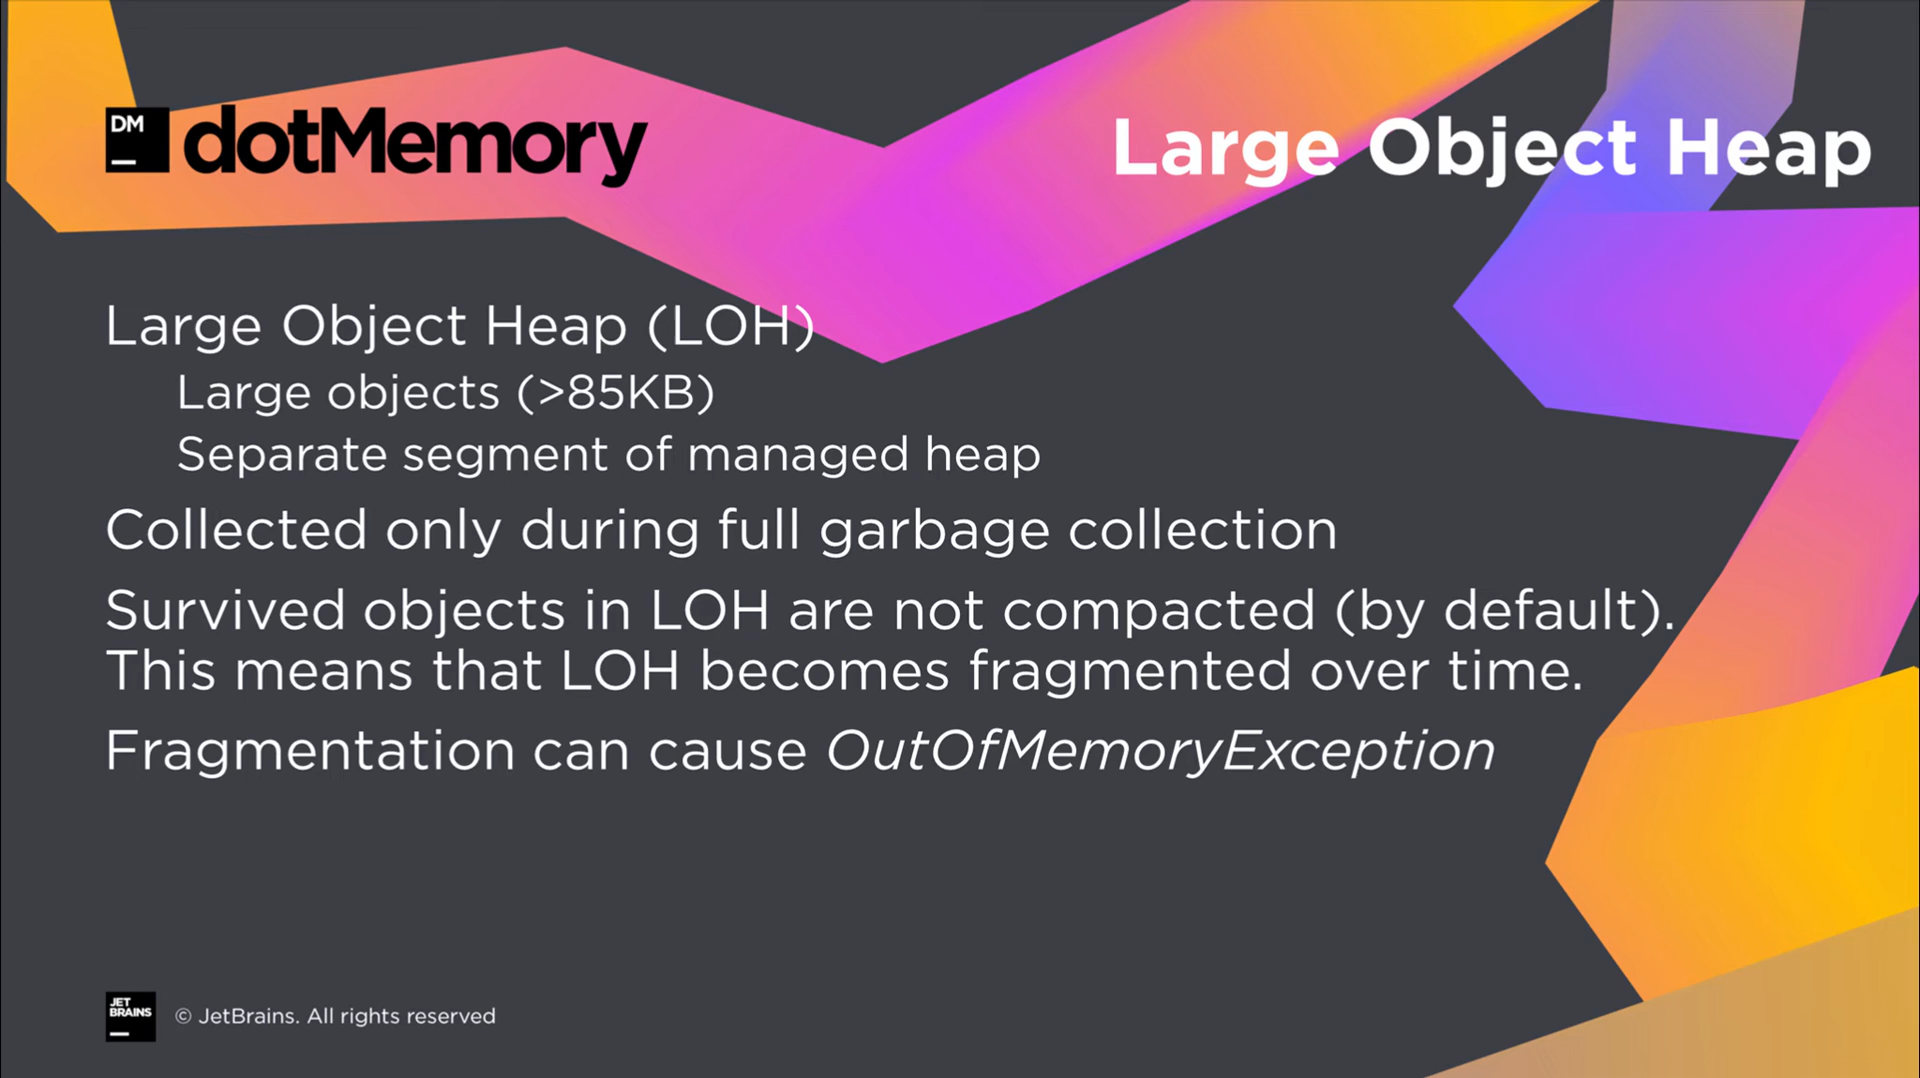 DM
dotMemory
Large Object Heap
Large Object Heap (LOH)
Large objects (>85KB)
Separate segment of managed heap
Collected only during full garbage collection
Survived objects in LOH are not compacted (by default).
This means that LOH becomes fragmented over time.
Fragmentation can cause OutOfMemoryException
JET
BRAINS
© JetBrains. All rights reserved